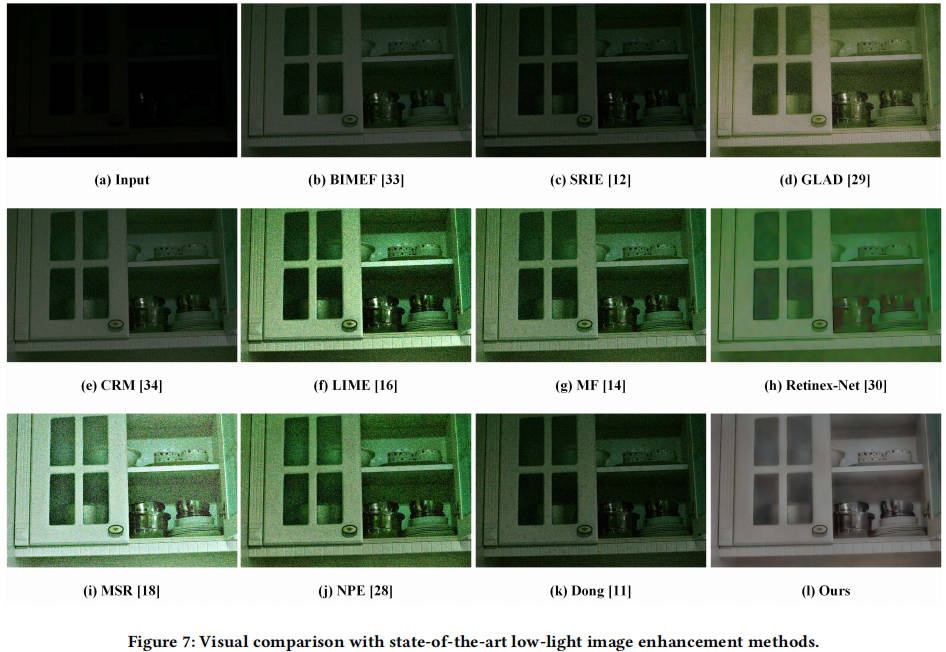 (a) Input
(b) BIMEF [33]
(c) SRIE [12]
(d) GLAD [29]
(e) CRM [34]
(f) LIME [16]
(g) MF [14]
(h) Retinex-Net [30]
(i) MSR [18]
(j) NPE [28]
(k) Dong [11]
(l) Ours
Figure 7: Visual comparison with state-of-the-art low-light image enhancement methods.